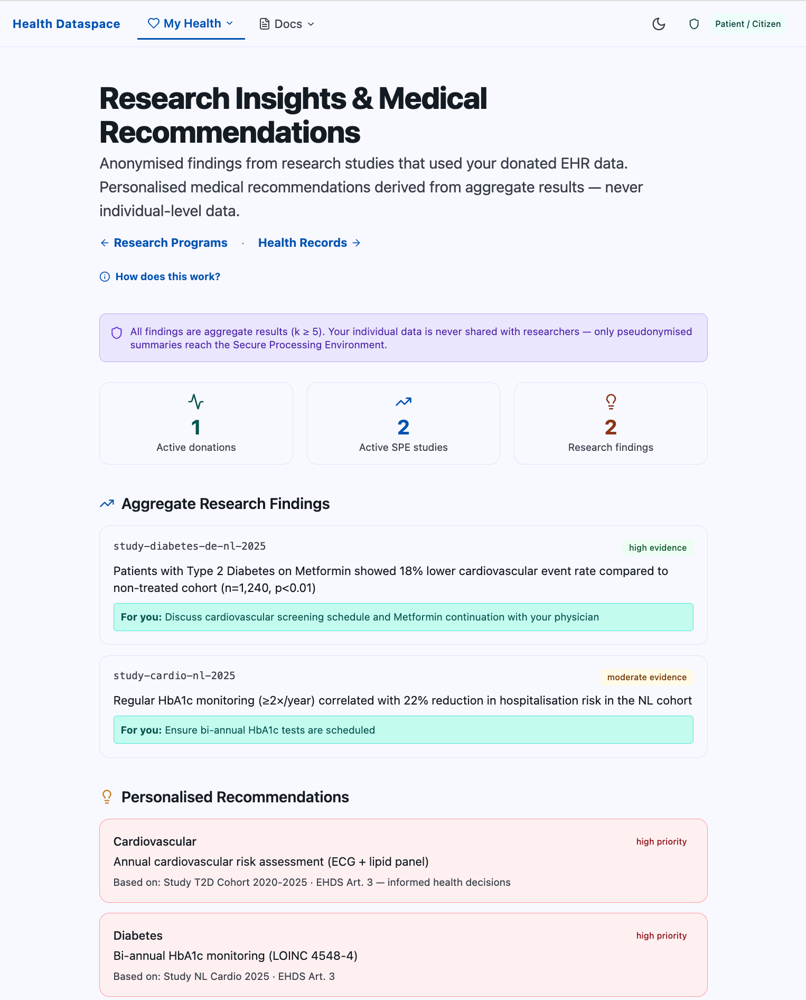 Health Dataspace
My Health
Docs
Patient / Citizen
Research Insights & Medical
Recommendations
Anonymised findings from research studies that used your donated EHR data.
Personalised medical recommendations derived from aggregate results — never
individual-level data.
← Research Programs · Health Records →
How does this work?
All findings are aggregate results (k ≥ 5). Your individual data is never shared with researchers — only pseudonymised
summaries reach the Secure Processing Environment.
1
Active donations
2
Active SPE studies
2
Research findings
Aggregate Research Findings
study-diabetes-de-nl-2025
high evidence
Patients with Type 2 Diabetes on Metformin showed 18% lower cardiovascular event rate compared to
non-treated cohort (n=1,240, p<0.01)
For you: Discuss cardiovascular screening schedule and Metformin continuation with your physician
study-cardio-nl-2025
moderate evidence
Regular HbA1c monitoring (≥2×/year) correlated with 22% reduction in hospitalisation risk in the NL cohort
For you: Ensure bi-annual HbA1c tests are scheduled
Personalised Recommendations
Cardiovascular
high priority
Annual cardiovascular risk assessment (ECG + lipid panel)
Based on: Study T2D Cohort 2020-2025 · EHDS Art. 3 — informed health decisions
Diabetes
high priority
Bi-annual HbA1c monitoring (LOINC 4548-4)
Based on: Study NL Cardio 2025 · EHDS Art. 3